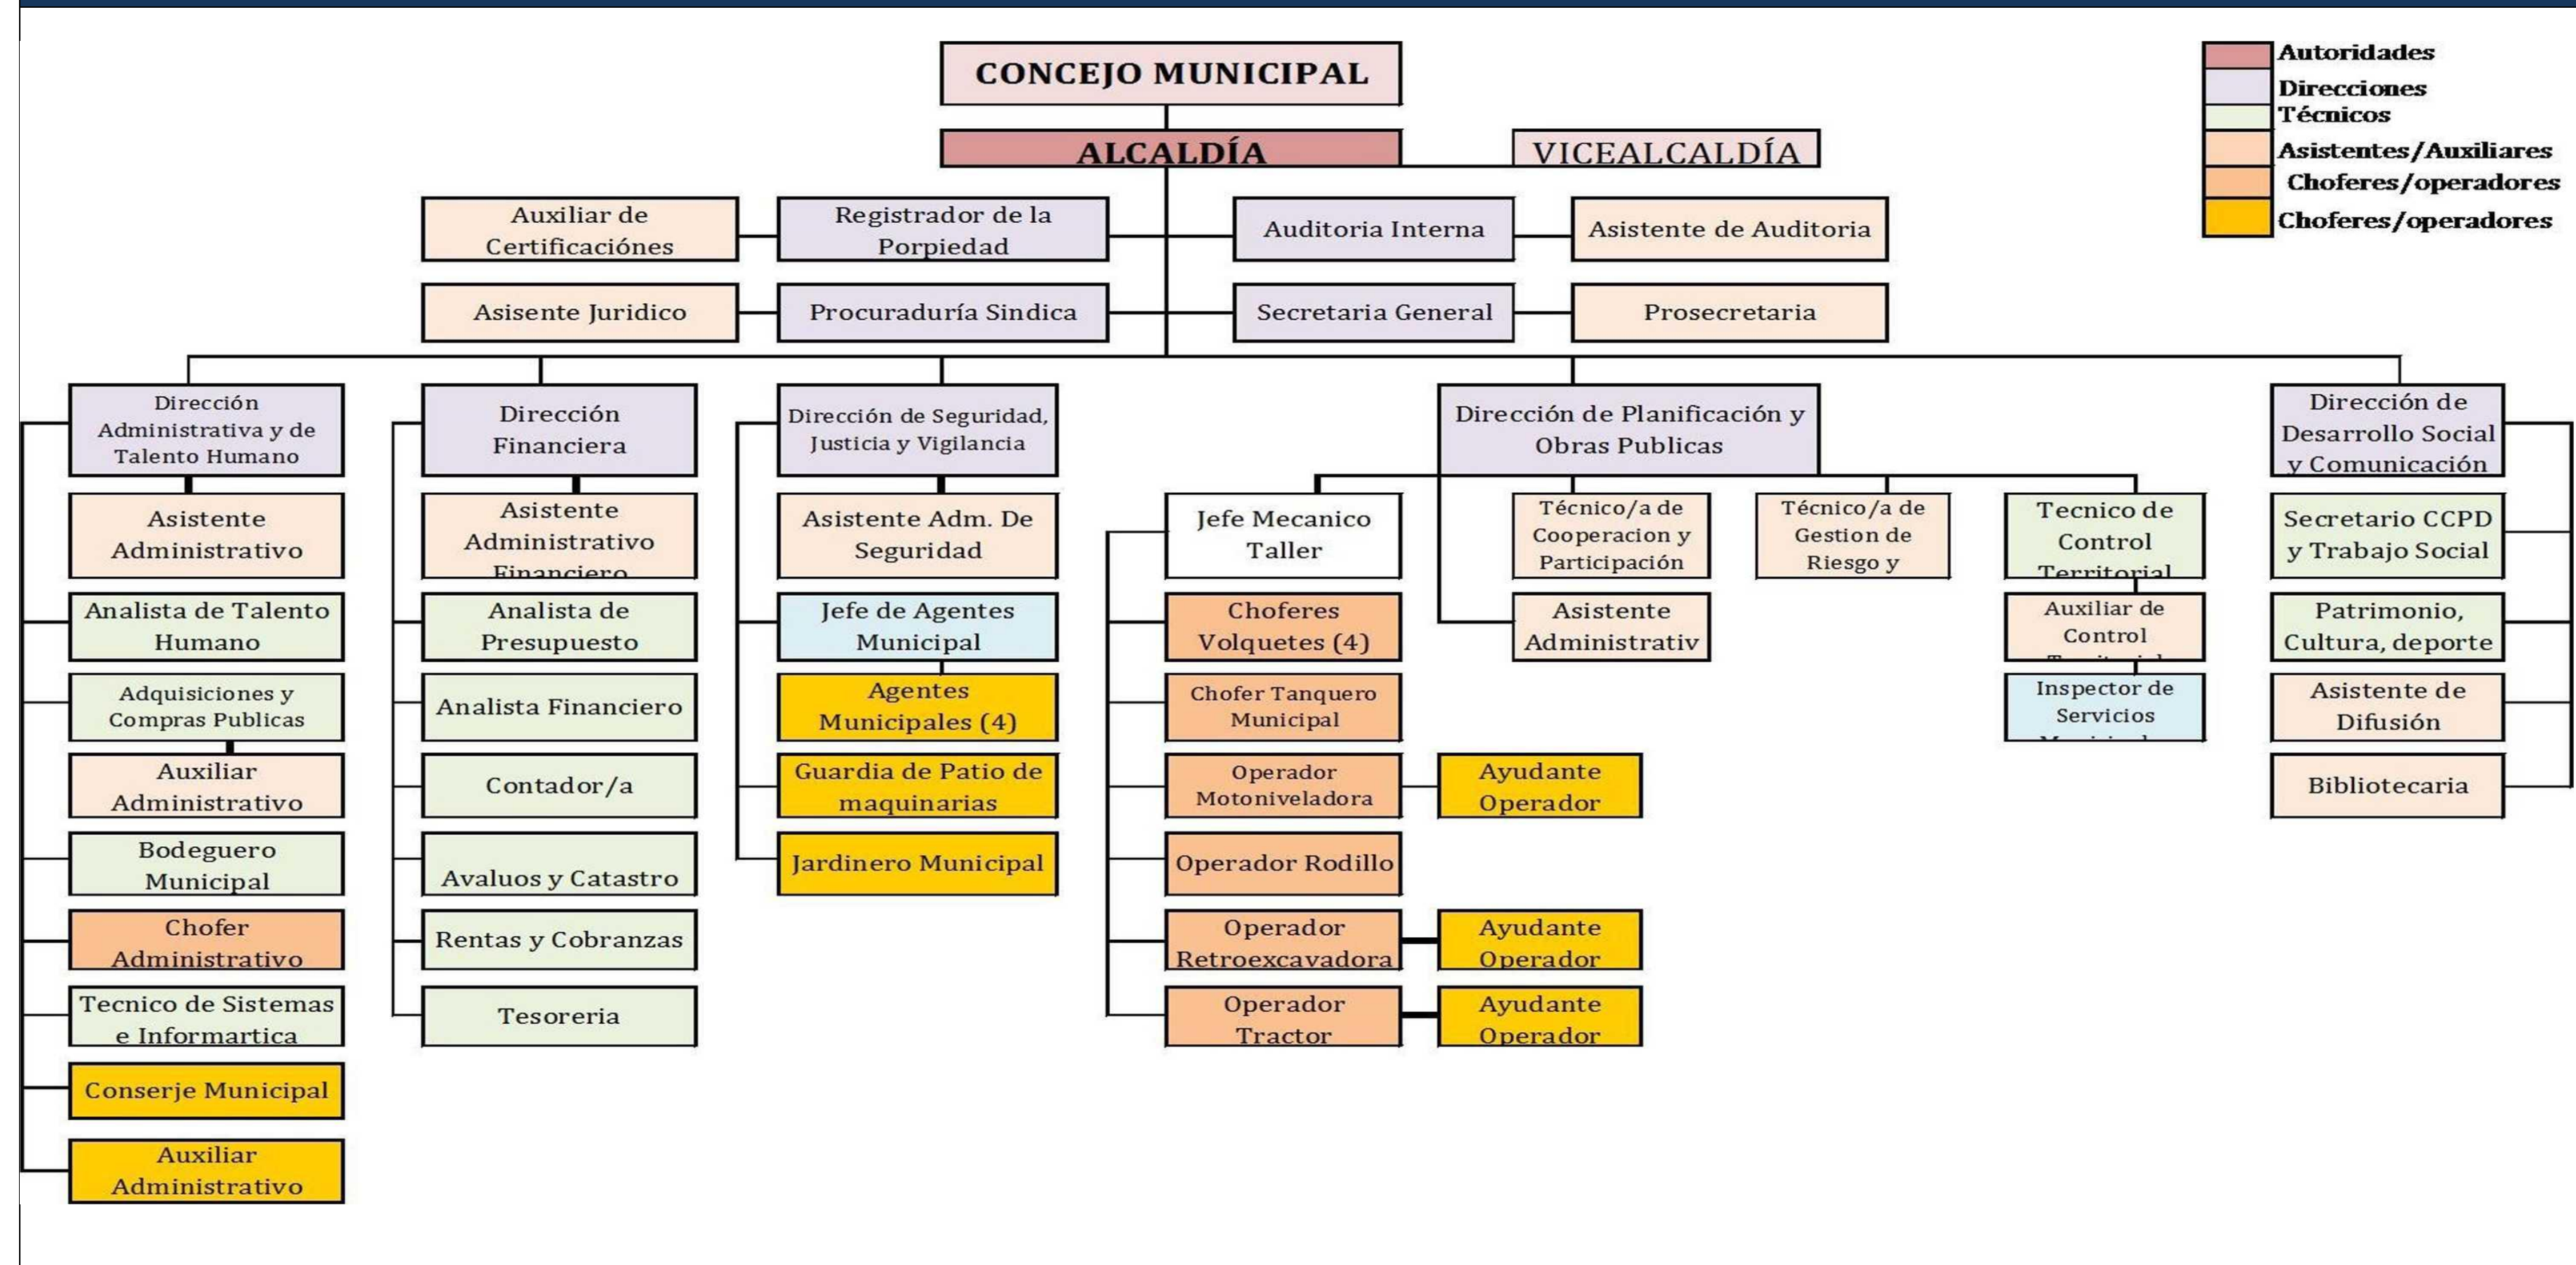 CONCEJO MUNICIPAL
ALCALDÍA
VICEALCALDÍA
Autoridades
Direcciones
Técnicos
Asistentes/Auxiliares
Choferes/operadores
Choferes/operadores
Auxiliar de
Certificaciónes
Registrador de la
Porpiedad
Auditoria Interna
Asistente de Auditoria
Asisente Juridico
Procuraduría Sindica
Secretaria General
Prosecretaria
Dirección
Administrativa y de
Talento Humano
Asistente
Administrativo
Analista de Talento
Humano
Adquisiciones y
Compras Publicas
Auxiliar
Administrativo
Bodeguero
Municipal
Chofer
Administrativo
Tecnico de Sistemas
e Informartica
Conserje Municipal
Auxiliar
Administrativo
Dirección
Financiera
Asistente
Administrativo
Financiero
Analista de
Presupuesto
Analista Financiero
Contador/a
Avaluos y Catastro
Rentas y Cobranzas
Tesoreria
Dirección de Seguridad,
Justicia y Vigilancia
Asistente Adm. De
Seguridad
Jefe de Agentes
Municipal
Agentes
Municipales (4)
Guardia de Patio de
maquinarias
Jardinero Municipal
Dirección de Planificación y
Obras Publicas
Jefe Mecanico
Taller
Choferes
Volquetes (4)
Chofer Tanquero
Municipal
Operador
Motoniveladora
Ayudante
Operador
Operador Rodillo
Operador
Retroexcavadora
Ayudante
Operador
Operador
Tractor
Ayudante
Operador
Técnico/a de
Cooperacion y
Participación
Asistente
Administrativ
Técnico/a de
Gestion de
Riesgo y
Tecnico de
Control
Territorial
Auxiliar de
Control
Inspector de
Servicios
Dirección de
Desarrollo Social
y Comunicación
Secretario CCPD
y Trabajo Social
Patrimonio,
Cultura, deporte
Asistente de
Difusión
Bibliotecaria